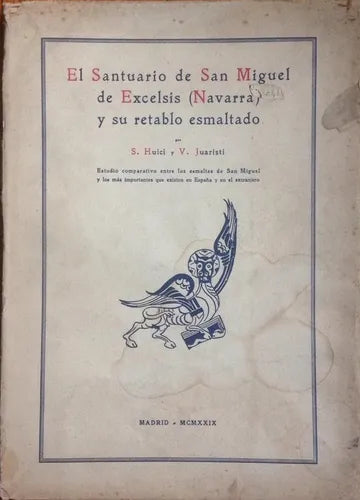 El Santuario de San Miguel
de Excelsis (Navarra)
y su retablo esmaltado
por
S. Huici y V. Juaristi
Estudio comparativo entre los esmaltes de San Miguel
y los más importantes que existen en España y en el extranjero
MADRID - MCMXXIX